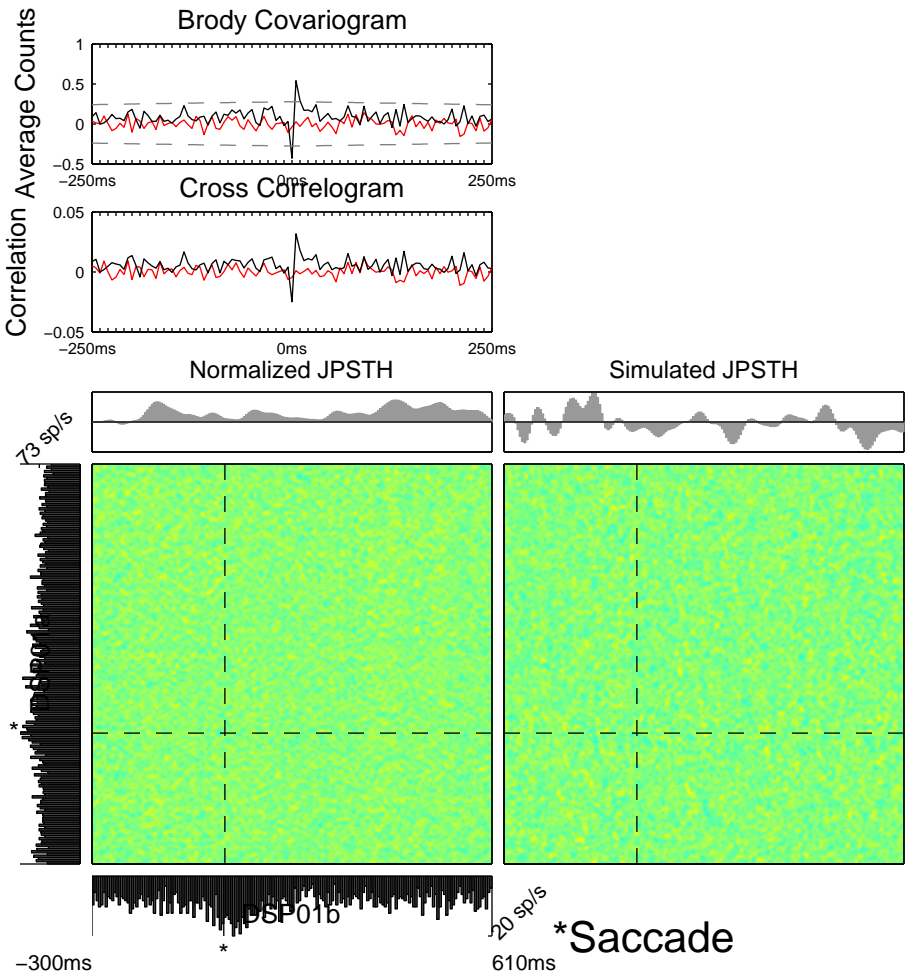 Brody Covariogram
Average Counts
1
0.5
0
−0.5
−250ms
0ms
250ms
Cross Correlogram
Correlation
0.05
0
−0.05
−250ms
0ms
250ms
Normalized JPSTH
Simulated JPSTH
73 sp/s
DSP01a
*
DSP01b
*
20 sp/s
*Saccade
−300ms
610ms